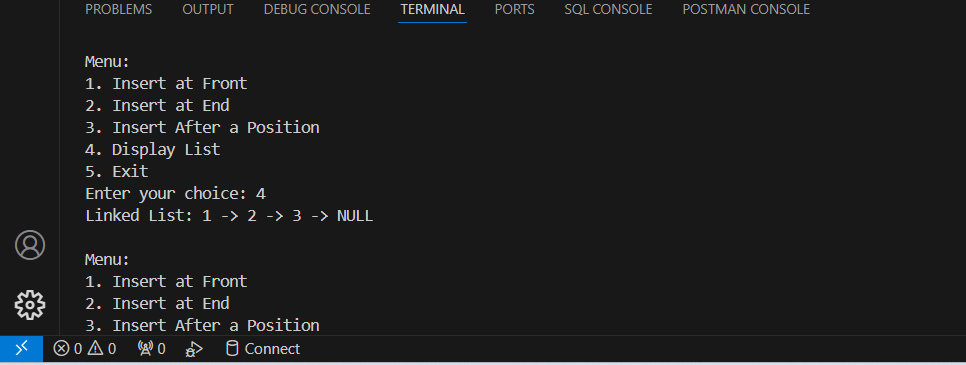 PROBLEMS OUTPUT DEBUG CONSOLE TERMINAL PORTS SQL CONSOLE POSTMAN CONSOLE
Menu:
1. Insert at Front
2. Insert at End
3. Insert After a Position
4. Display List
5. Exit
Enter your choice: 4
Linked List: 1 -> 2 -> 3 -> NULL
Menu:
1. Insert at Front
2. Insert at End
3. Insert After a Position
0 0 0 Connect